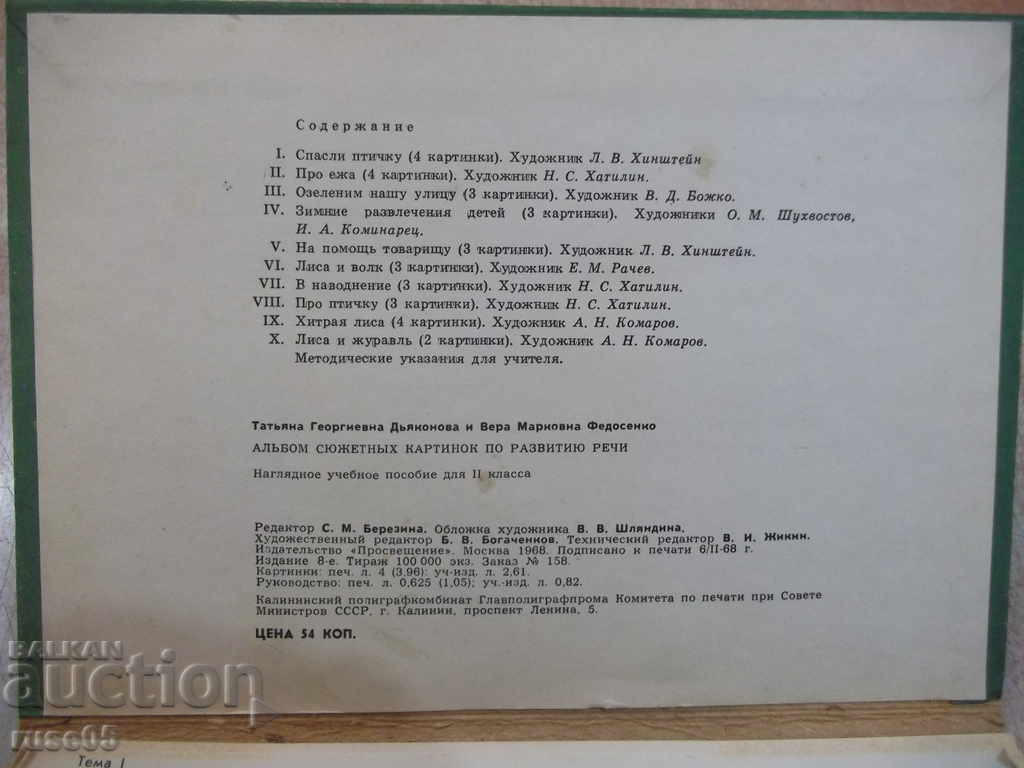 Содержание
I. Спасли птичку (4 картинки). Художник Л. В. Хинштейн
II. Про ежа (4 картинки). Художник Н. С. Хатилин.
III. Озеленим нашу улицу (3 картинки). Художник В. Д. Божко.
IV. Зимние развлечения детей (3 картинки). Художники О. М. Шухвостов,
И. А. Коминарец.
V. На помощь товарищу (3 картинки). Художник Л. В. Хинштейн.
VI. Лиса и волк (3 картинки). Художник Е. М. Рачев.
VII. В наводнение (3 картинки). Художник Н. С. Хатилин.
VIII. Про птичку (3 картинки). Художник Н. С. Хатилин.
IX. Хитрая лиса (4 картинки). Художник А. Н. Комаров.
X. Лиса и журавль (2 картинки). Художник А. Н. Комаров.
Методические указания для учителя.
Татьяна Георгиевна Дьяконова и Вера Марковна Федосенко
АЛЬБОМ СЮЖЕТНЫХ КАРТИНОК ПО РАЗВИТИЮ РЕЧИ
Наглядное учебное пособие для II класса
Редактор С. М. Березина. Обложка художника В. В. Шляндина.
Художественный редактор Б. В. Богаченков. Технический редактор В. И. Жикин.
Издательство «Просвещение». Москва 1968. Подписано к печати 6/II-68 г.
Издание 8-е. Тираж 100 000 экз. Заказ № 158.
Картинки: печ. л. 4 (3,96); уч-изд. л. 2,61.
Руководство: печ. л. 0,625 (1,05); уч.-изд. л. 0,82.
Калининский полиграфкомбинат Главполиграфпрома Комитета по печати при Совете
Министров СССР, г. Калинин, проспект Ленина, 5.
ЦЕНА 54 КОП.
BALKAN
auction
ruse05
Тема I